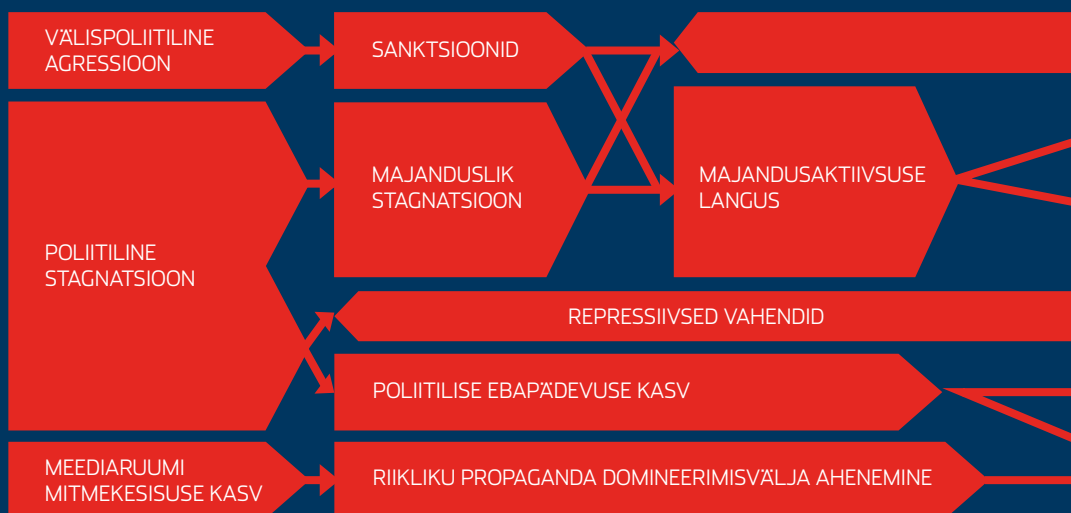 VÄLISPOLIITILINE
AGRESSIOON
SANKTSIOONID
POLIITILINE
STAGNATSIOON
MAJANDUSLIK
STAGNATSIOON
MAJANDUSAKTIIVSUSE
LANGUS
REPRESSIIVSED VAHENDID
POLIITILISE EBAPÄDEVUSE KASV
MEEDIARUUMI
MITMEKESISUSE KASV
RIIKLIKU PROPAGANDA DOMINEERIMISVÄLJA AHENEMINE